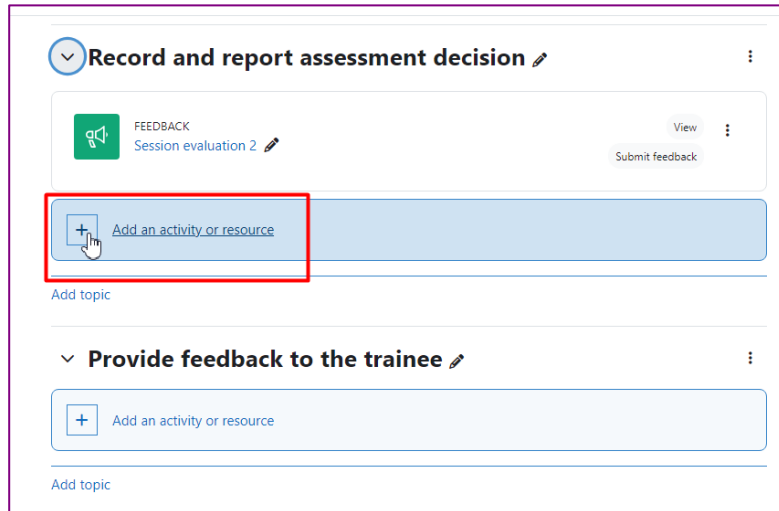 Record and report assessment decision
FEEDBACK
Session evaluation 2
View
Submit feedback
Add an activity or resource
Add topic
Provide feedback to the trainee
Add an activity or resource
Add topic